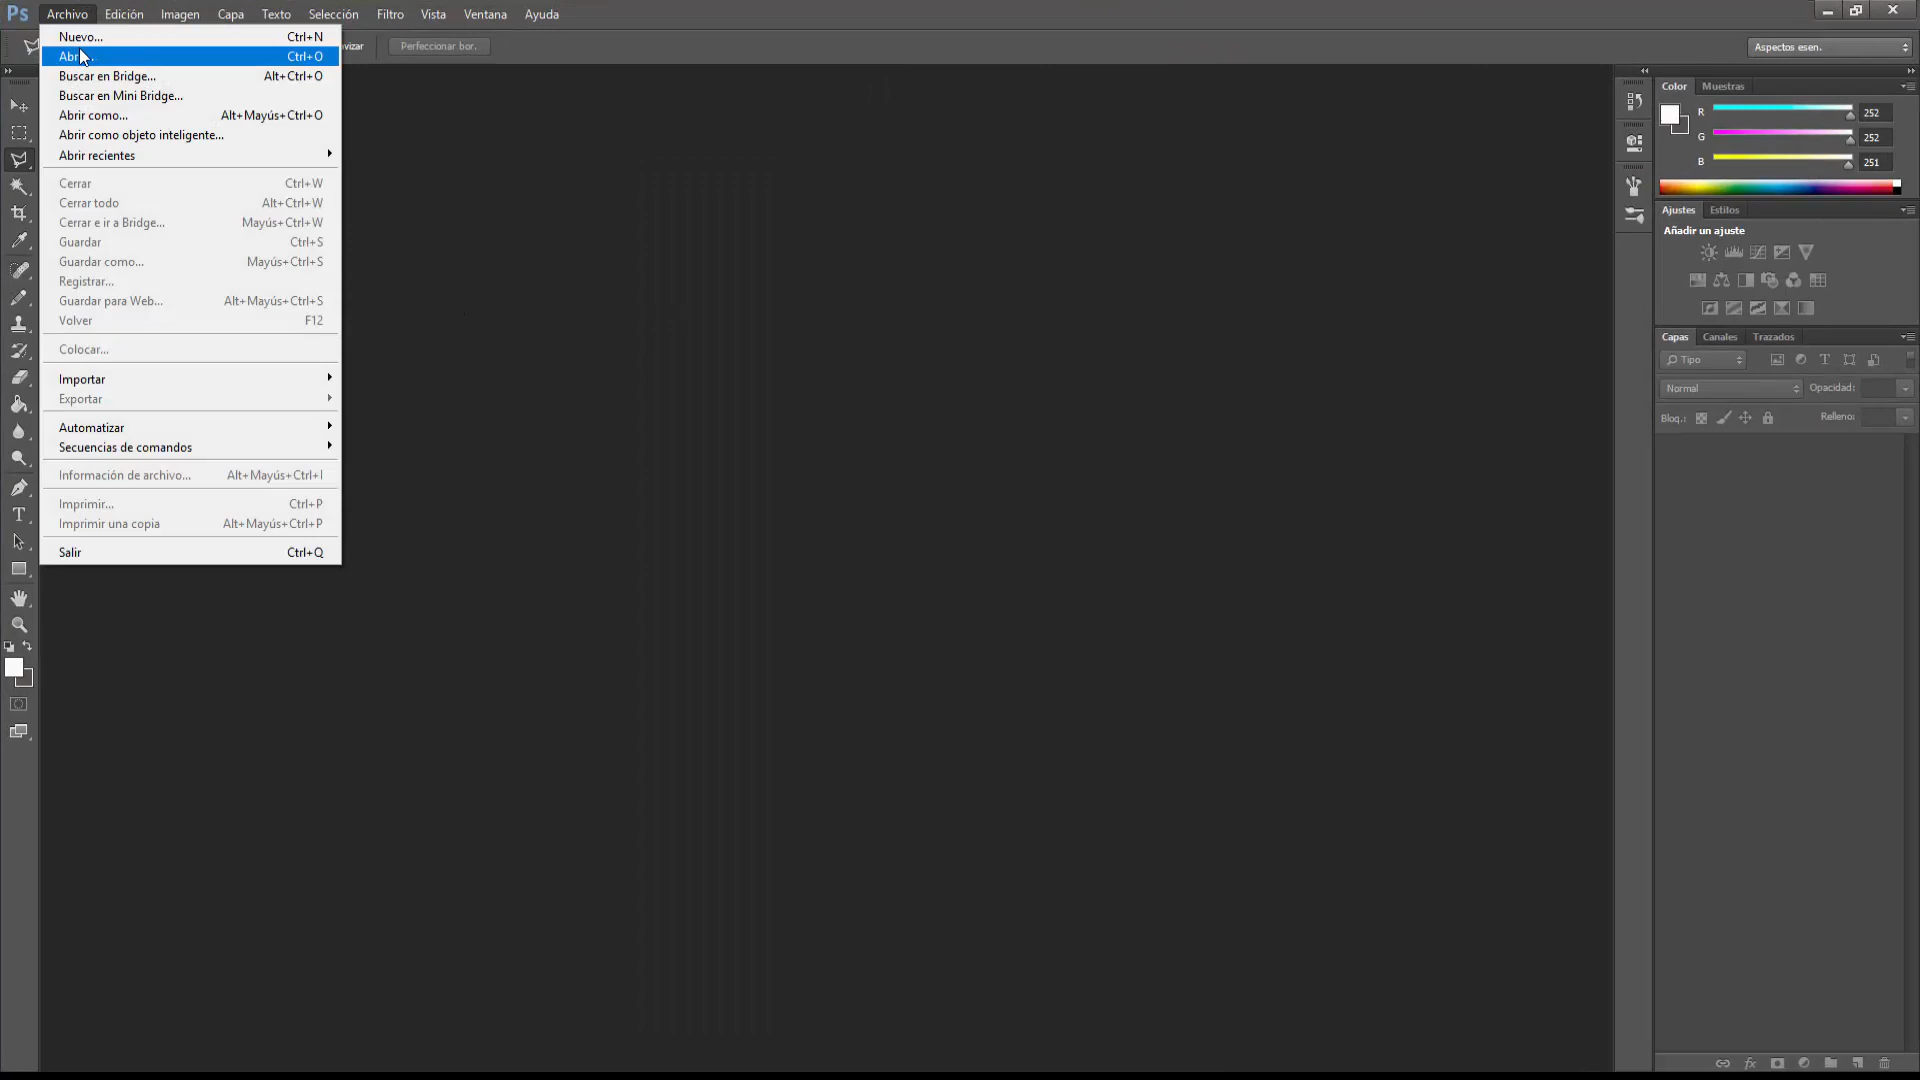 Ps Archivo Edición Imagen Capa Texto Selección Filtro Vista Ventana Ayuda
Perfeccionar bor. Aspectos esen.
Nuevo... Ctrl+N
Ctrl+O
Buscar en Bridge... Alt+Ctrl+O
Buscar en Mini Bridge...
Abrir como... Alt+Mayús+Ctrl+O
Abrir como objeto inteligente...
Abrir recientes
Cerrar Ctrl+W
Cerrar todo Alt+Ctrl+W
Cerrar e ir a Bridge... Mayús+Ctrl+W
Guardar Ctrl+S
Guardar como... Mayús+Ctrl+S
Registrar...
Guardar para Web... Alt+Mayús+Ctrl+S
Volver F12
Colocar...
Importar
Exportar
Automatizar
Secuencias de comandos
Información de archivo... Alt+Mayús+Ctrl+I
Imprimir... Ctrl+P
Imprimir una copia Alt+Mayús+Ctrl+P
Salir Ctrl+Q
Color Muestras
R 252
G 252
B 251
Ajustes Estilos
Añadir un ajuste
Capas Canales Trazados
Tipo
Normal Opacidad:
Bloq.: Relleno: